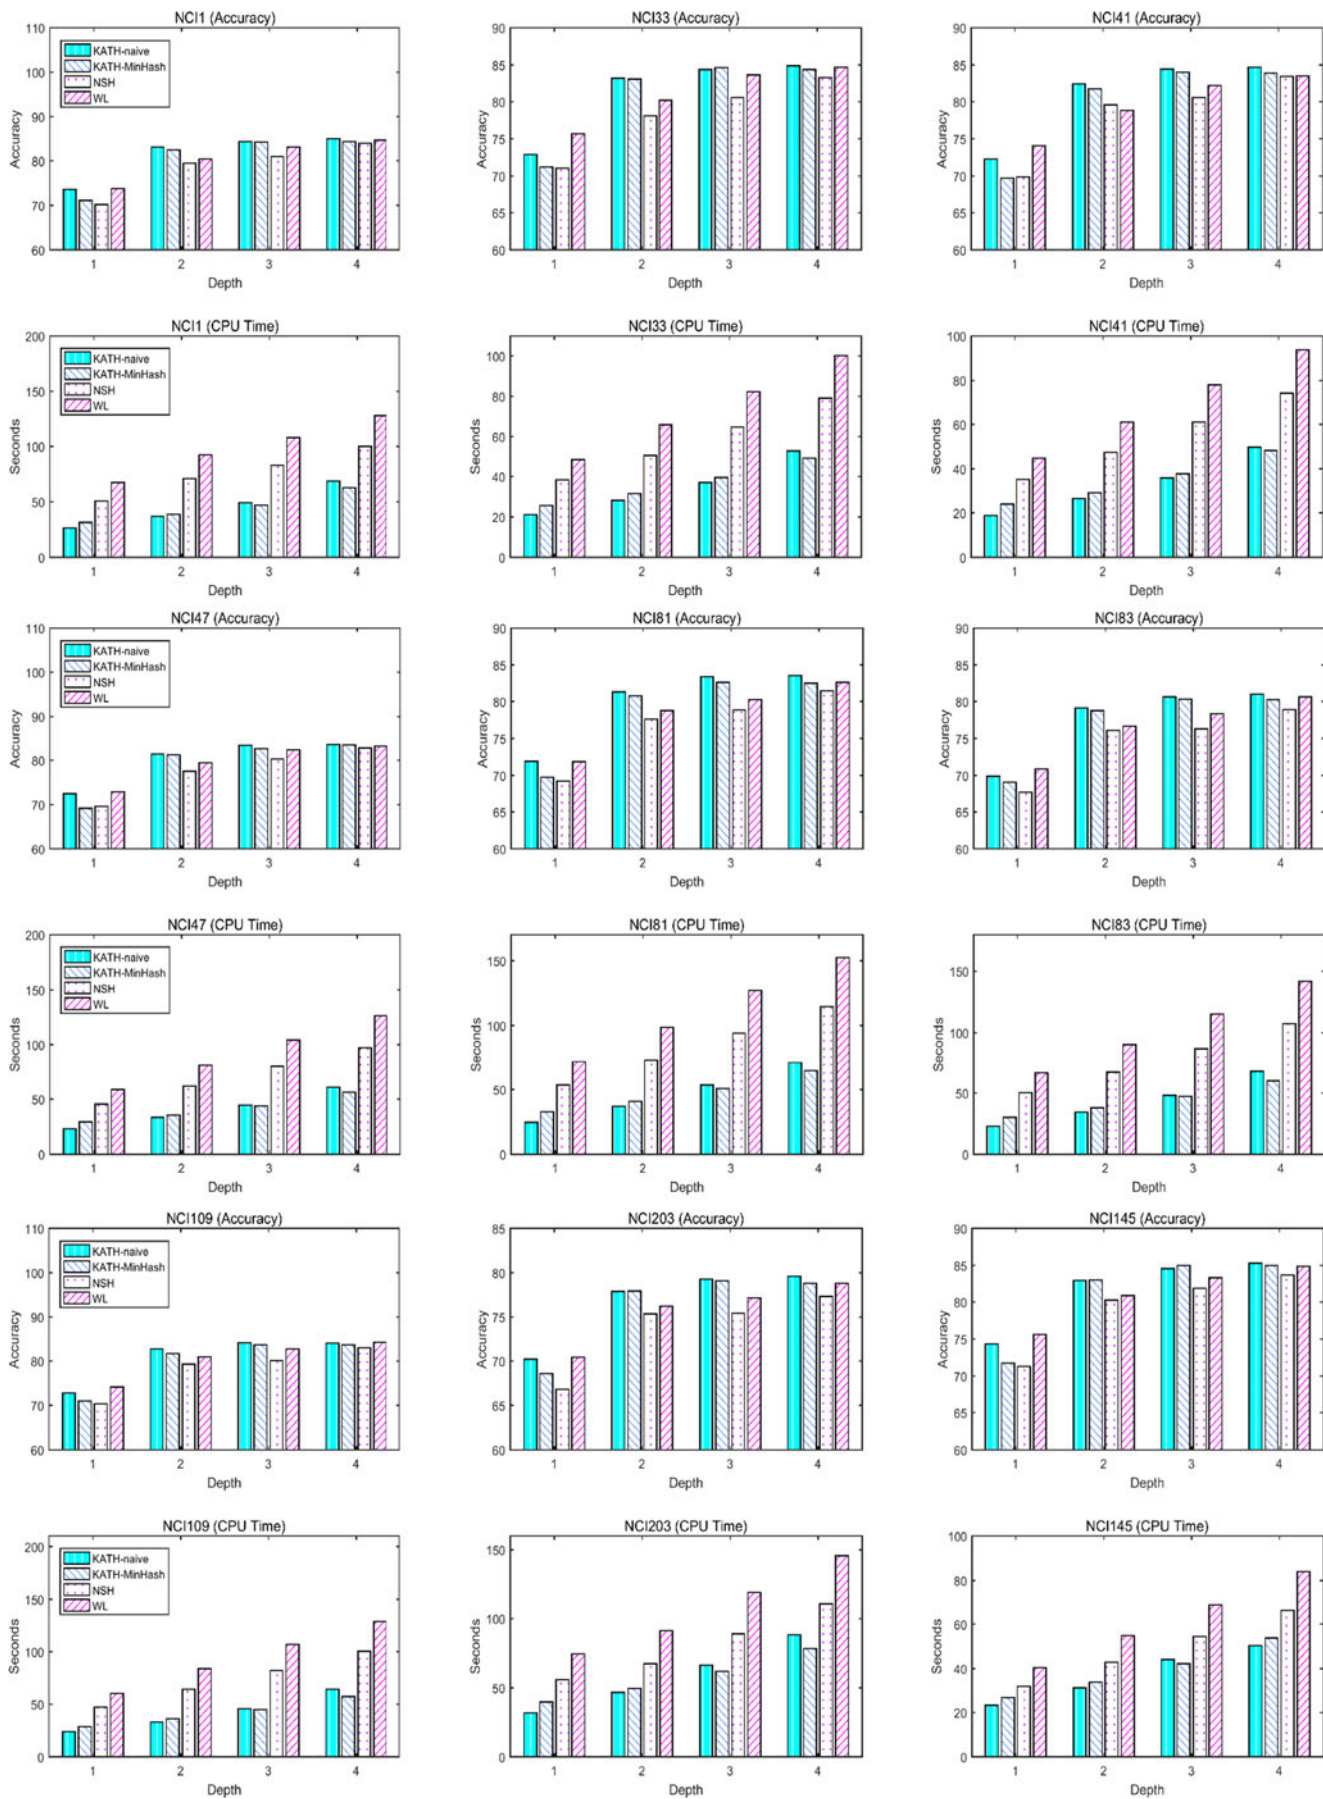 NCI1 (Accuracy)
110
100
90
80
70
60
Accuracy
KATH-naive
KATH-MinHash
NSH
WL
1 2 3 4
Depth
NCI33 (Accuracy)
90
85
80
75
70
65
60
Accuracy
1 2 3 4
Depth
NCI41 (Accuracy)
90
85
80
75
70
65
60
Accuracy
1 2 3 4
Depth
NCI1 (CPU Time)
200
150
100
50
0
Seconds
KATH-naive
KATH-MinHash
NSH
WL
1 2 3 4
Depth
NCI33 (CPU Time)
100
80
60
40
20
0
Seconds
1 2 3 4
Depth
NCI41 (CPU Time)
100
80
60
40
20
0
Seconds
1 2 3 4
Depth
NCI47 (Accuracy)
110
100
90
80
70
60
Accuracy
KATH-naive
KATH-MinHash
NSH
WL
1 2 3 4
Depth
NCI81 (Accuracy)
90
85
80
75
70
65
60
Accuracy
1 2 3 4
Depth
NCI83 (Accuracy)
90
85
80
75
70
65
60
Accuracy
1 2 3 4
Depth
NCI47 (CPU Time)
200
150
100
50
0
Seconds
KATH-naive
KATH-MinHash
NSH
WL
1 2 3 4
Depth
NCI81 (CPU Time)
150
100
50
0
Seconds
1 2 3 4
Depth
NCI83 (CPU Time)
150
100
50
0
Seconds
1 2 3 4
Depth
NCI109 (Accuracy)
110
100
90
80
70
60
Accuracy
KATH-naive
KATH-MinHash
NSH
WL
1 2 3 4
Depth
NCI203 (Accuracy)
85
80
75
70
65
60
Accuracy
1 2 3 4
Depth
NCI145 (Accuracy)
90
85
80
75
70
65
60
Accuracy
1 2 3 4
Depth
NCI109 (CPU Time)
200
150
100
50
0
Seconds
KATH-naive
KATH-MinHash
NSH
WL
1 2 3 4
Depth
NCI203 (CPU Time)
150
100
50
0
Seconds
1 2 3 4
Depth
NCI145 (CPU Time)
100
80
60
40
20
0
Seconds
1 2 3 4
Depth